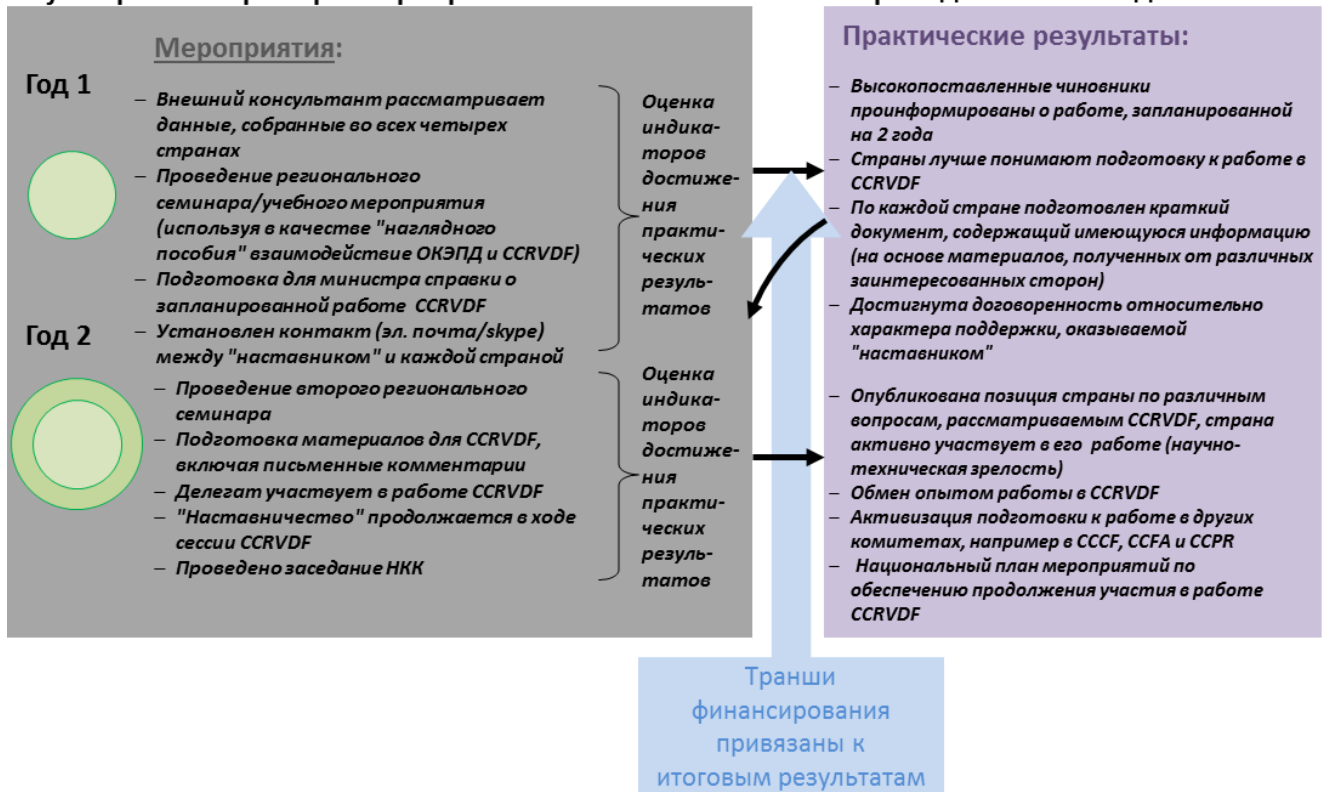 Мероприятия:
Год 1
– Внешний консультант рассматривает
данные, собранные во всех четырех
странах
– Проведение регионального
семинара/учебного мероприятия
(используя в качестве "наглядного
пособия" взаимодействие ОКЭПД и CCRVDF)
– Подготовка для министра справки о
запланированной работе CCRVDF
Год 2
– Установлен контакт (эл. почта/skype)
между "наставником" и каждой страной
– Проведение второго регионального
семинара
– Подготовка материалов для CCRVDF,
включая письменные комментарии
– Делегат участвует в работе CCRVDF
– "Наставничество" продолжается в ходе
сессии CCRVDF
– Проведено заседание НКК
Оценка
индика-
торов
достиже-
ния
практи-
ческих
резуль-
татов
Оценка
индика-
торов
достиже-
ния
практи-
ческих
резуль-
татов
Практические результаты:
– Высокопоставленные чиновники
проинформированы о работе, запланированной
на 2 года
– Страны лучше понимают подготовку к работе в
CCRVDF
– По каждой стране подготовлен краткий
документ, содержащий имеющуюся информацию
(на основе материалов, полученных от различных
заинтересованных сторон)
– Достигнута договоренность относительно
характера поддержки, оказываемой
"наставником"
– Опубликована позиция страны по различным
вопросам, рассматриваемым CCRVDF, страна
активно участвует в его работе (научно-
техническая зрелость)
– Обмен опытом работы в CCRVDF
– Активизация подготовки к работе в других
комитетах, например в CCCF, CCFA и CCPR
– Национальный план мероприятий по
обеспечению продолжения участия в работе
CCRVDF
Транши
финансирования
привязаны к
итоговым результатам